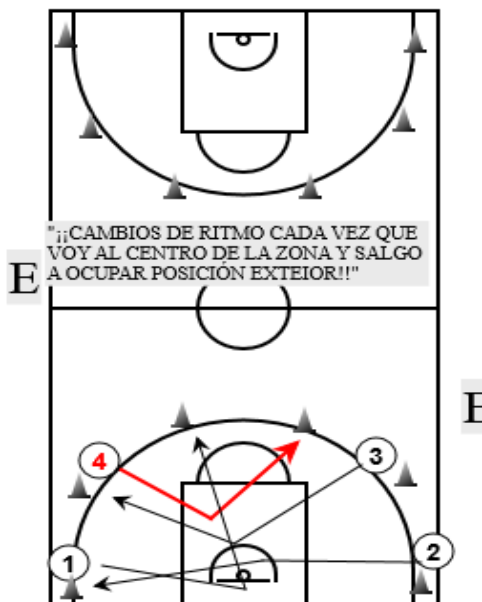 "¡¡CAMBIOS DE RITMO CADA VEZ QUE
VOY AL CENTRO DE LA ZONA Y SALGO
A OCUPAR POSICIÓN EXTEIOR!!"
E
E
4
3
1
2